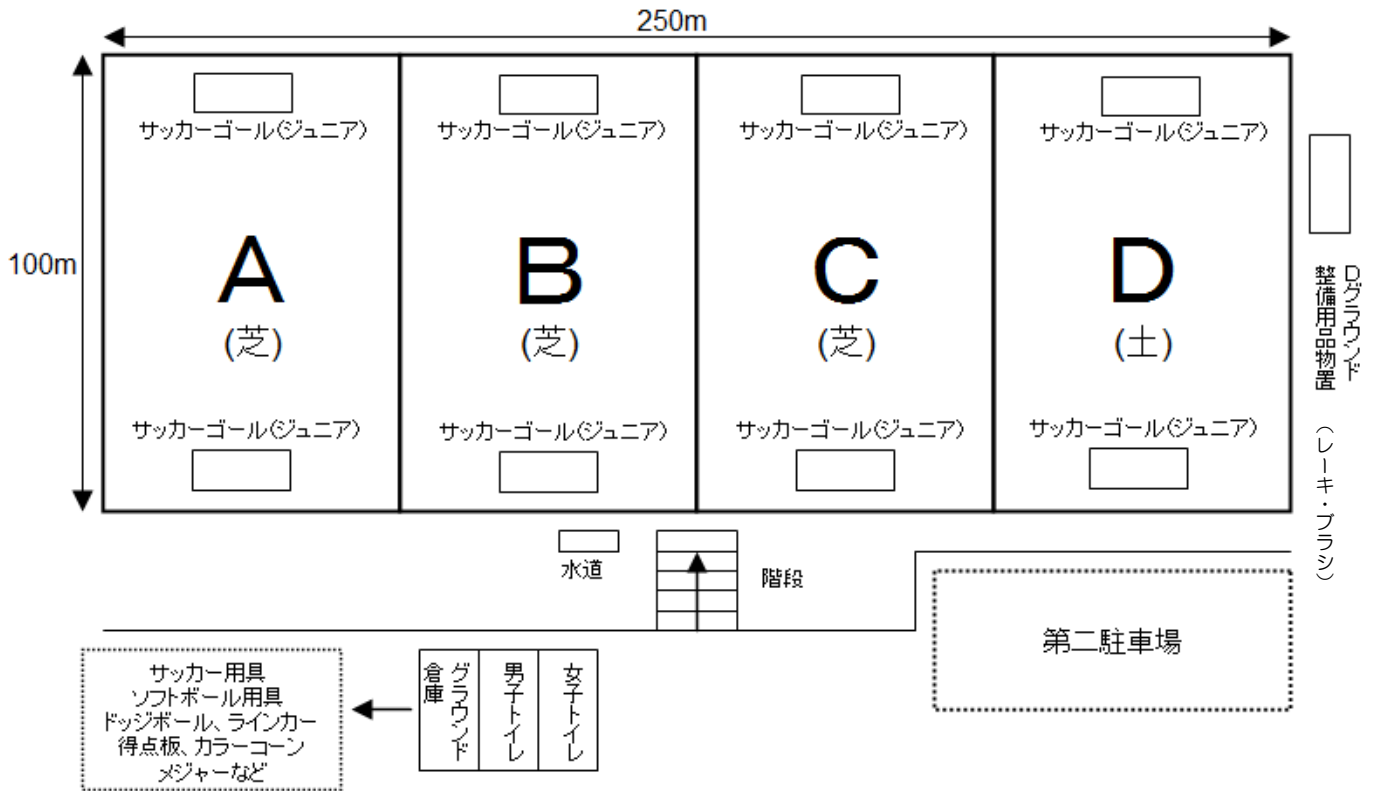 250m
100m
サッカーゴール(ジュニア)
サッカーゴール(ジュニア)
サッカーゴール(ジュニア)
サッカーゴール(ジュニア)
A
(芝)
B
(芝)
C
(芝)
D
(土)
サッカーゴール(ジュニア)
サッカーゴール(ジュニア)
サッカーゴール(ジュニア)
サッカーゴール(ジュニア)
Dグラウンド
整備用品物置 (レーキ・ブラシ)
水道
階段
第二駐車場
サッカー用具
ソフトボール用具
ドッジボール、ラインカー
得点板、カラーコーン
メジャーなど
グラウンド
倉庫
男子トイレ
女子トイレ